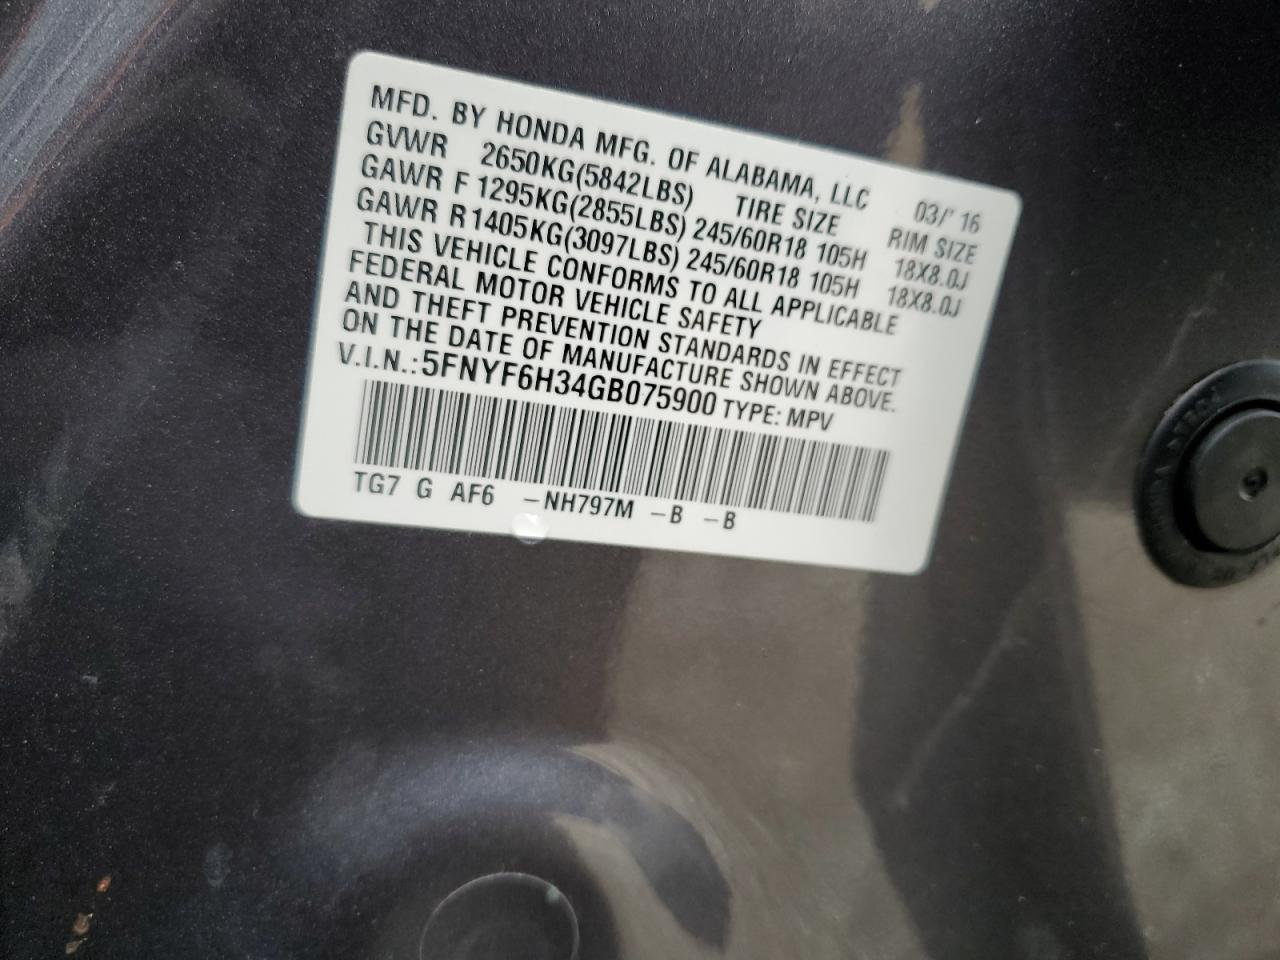 MFD. BY HONDA MFG. OF ALABAMA, LLC 03/'16
GVWR 2650KG(5842LBS) TIRE SIZE RIM SIZE
GAWR F 1295KG(2855LBS) 245/60R18 105H 18X8.0J
GAWR R 1405KG(3097LBS) 245/60R18 105H 18X8.0J
THIS VEHICLE CONFORMS TO ALL APPLICABLE
FEDERAL MOTOR VEHICLE SAFETY
AND THEFT PREVENTION STANDARDS IN EFFECT
ON THE DATE OF MANUFACTURE SHOWN ABOVE.
V.I.N.:5FNYF6H34GB075900 TYPE: MPV
TG7 G AF6 -NH797M -B -B